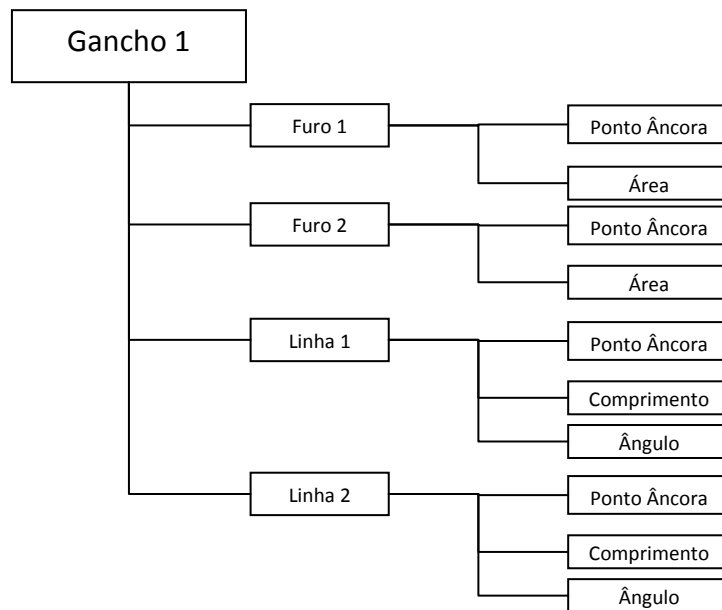 Gancho 1
Furo 1
Ponto Âncora
Área
Furo 2
Ponto Âncora
Área
Linha 1
Ponto Âncora
Comprimento
Ângulo
Linha 2
Ponto Âncora
Comprimento
Ângulo